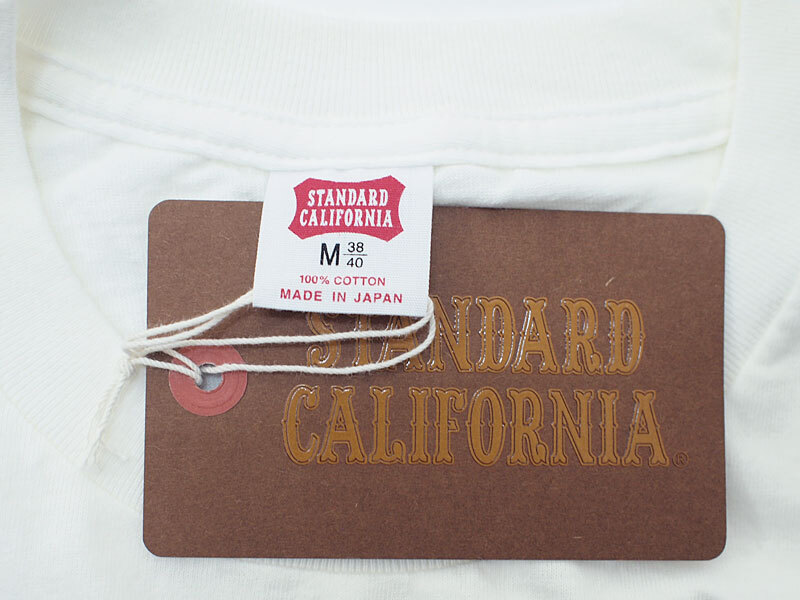 STANDARD
CALIFORNIA
M 38/40
100% COTTON
MADE IN JAPAN
STANDARD
CALIFORNIA®